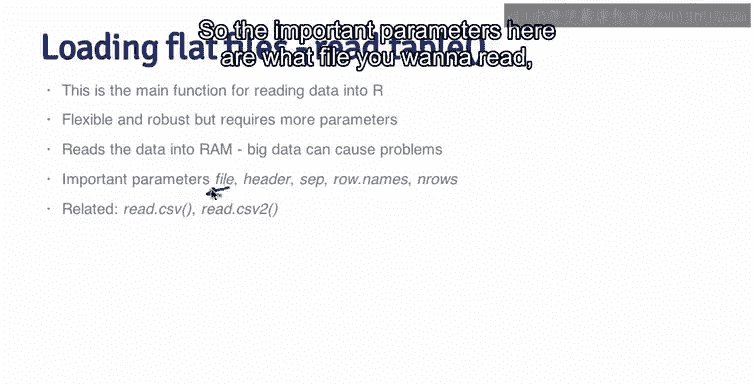 So the important parameters here
are what file you wanna read,
Loading flat files - read.table()
· This is the main function for reading data into R
· Flexible and robust but requires more parameters
· Reads the data into RAM - big data can cause problems
· Important parameters file, header, sep, row.names, nrows
· Related: read.csv(), read.csv2()